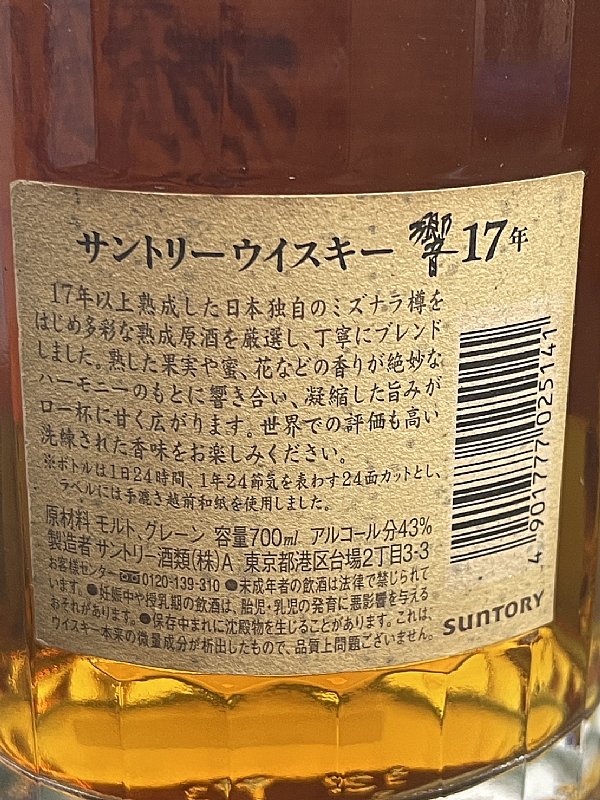 サントリーウイスキー 響 17年
17年以上熟成した日本独自のミズナラ樽を
はじめ多彩な熟成原酒を厳選し、丁寧にブレンド
しました。熟した果実や蜜、花などの香りが絶妙な
ハーモニーのもとに響き合い、凝縮した旨みが
口一杯に甘く広がります。世界での評価も高い
洗練された香味をお楽しみください。
※ボトルは1日24時間、1年24節気を表わす24面カットとし、
ラベルには手漉き越前和紙を使用しました。
原材料 モルト、グレーン 容量700ml アルコール分43%
製造者 サントリー酒類(株)A 東京都港区台場2丁目3-3
お客様センター 0120-139-310 ●未成年者の飲酒は法律で禁じられて
います。●妊娠中や授乳期の飲酒は、胎児・乳児の発育に悪影響を与える
おそれがあります。●保存中まれに沈殿物を生じることがあります。これは、
ウイスキー本来の微量成分が析出したもので、品質上問題ございません。
4 901777 025141
SUNTORY